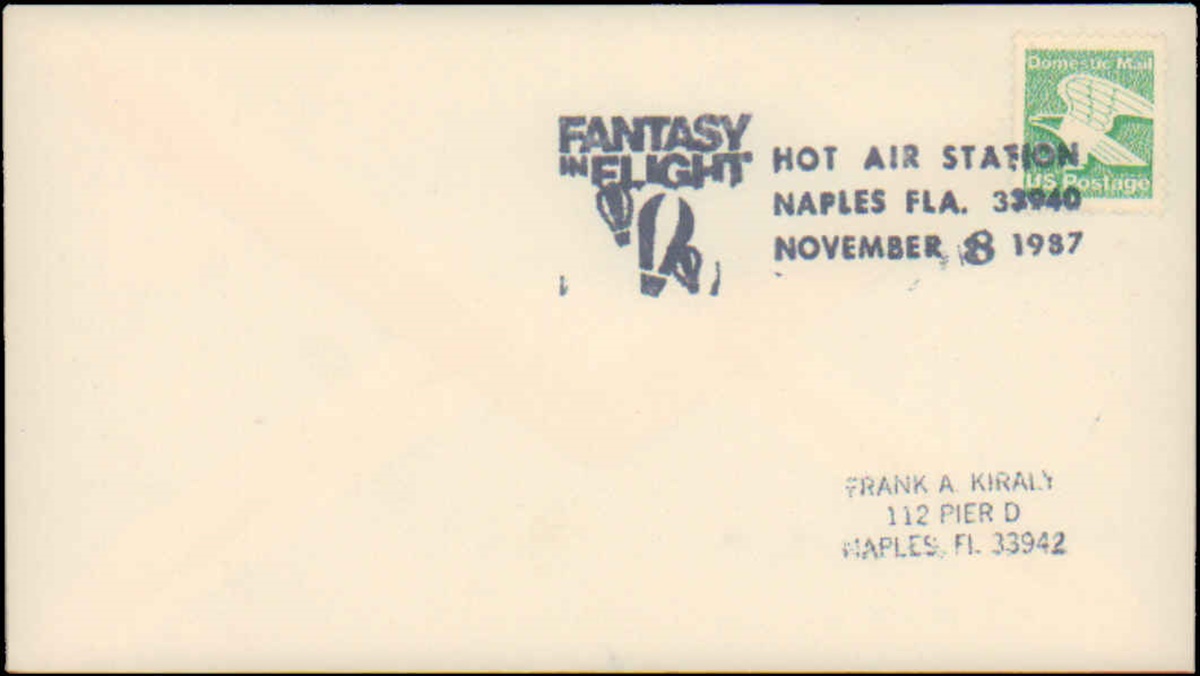 Domestic Mail
US Postage
FANTASY
IN FLIGHT
HOT AIR STATION
NAPLES FLA. 33940
NOVEMBER 8 1987
FRANK A. KIRALY
112 PIER D
NAPLES, FL 33942